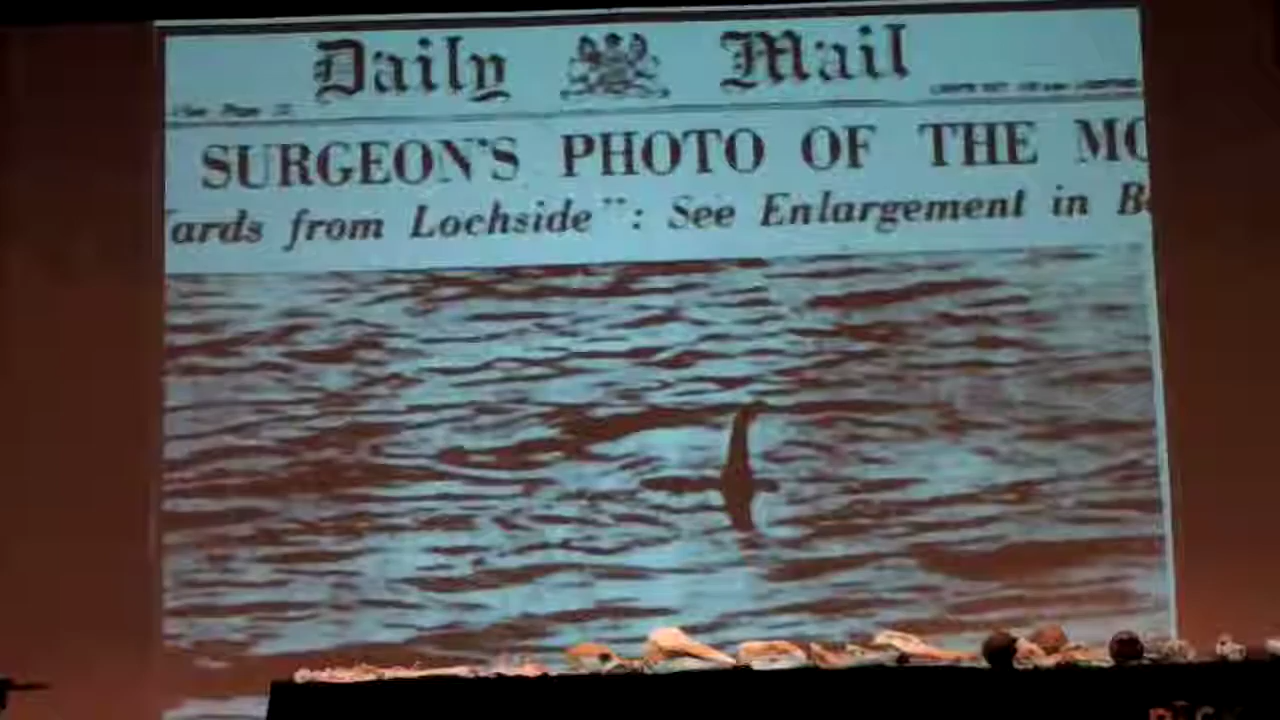 Daily Mail
SURGEON'S PHOTO OF THE MO
ards from Lochside": See Enlargement in B